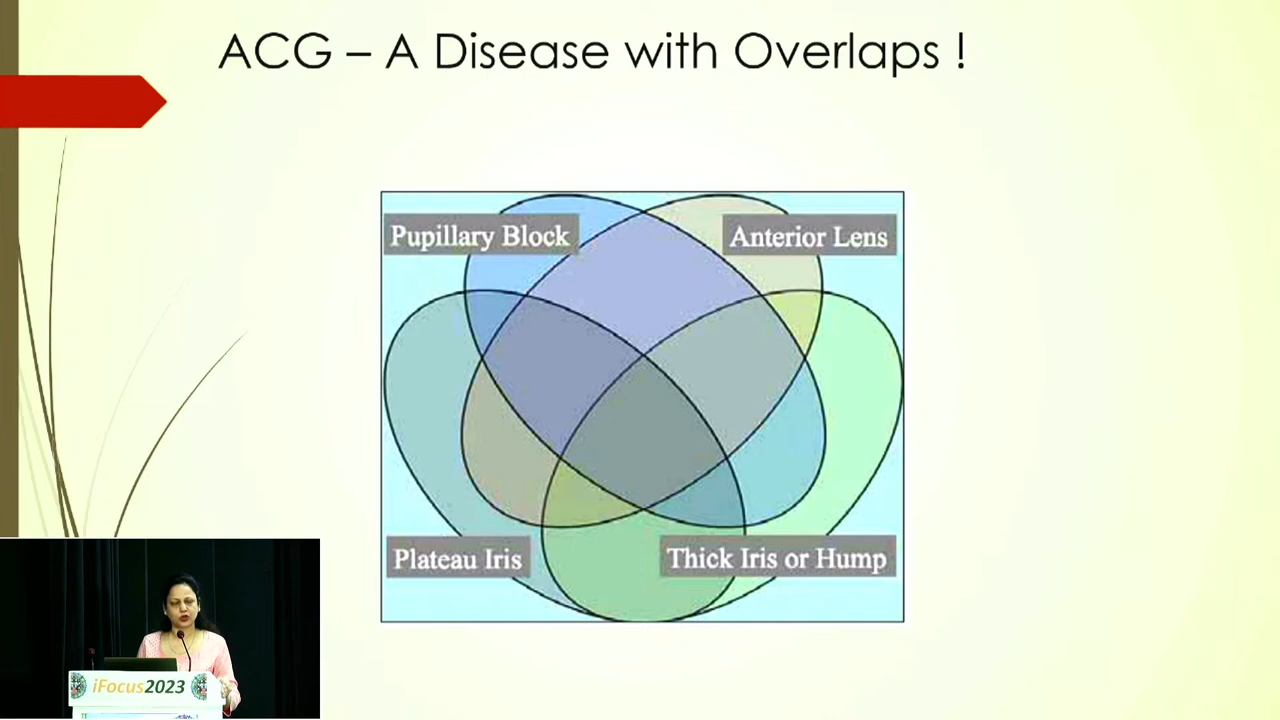 ACG – A Disease with Overlaps !
Pupillary Block
Anterior Lens
Plateau Iris
Thick Iris or Hump
iFocus2023